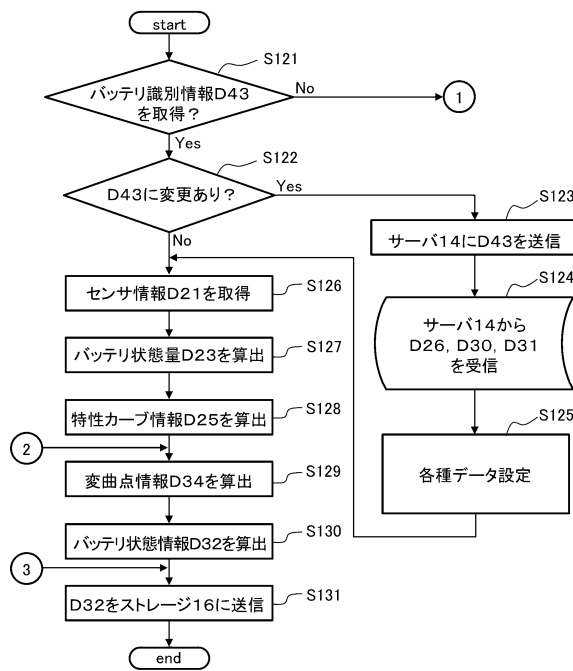 start
S121
バッテリ識別情報D43
を取得？
No
1
Yes
S122
D43に変更あり？
Yes
No
S123
サーバ14にD43を送信
S124
サーバ14から
D26, D30, D31
を受信
S125
各種データ設定
S126
センサ情報D21を取得
S127
バッテリ状態量D23を算出
S128
特性カーブ情報D25を算出
2
S129
変曲点情報D34を算出
S130
バッテリ状態情報D32を算出
3
S131
D32をストレージ16に送信
end